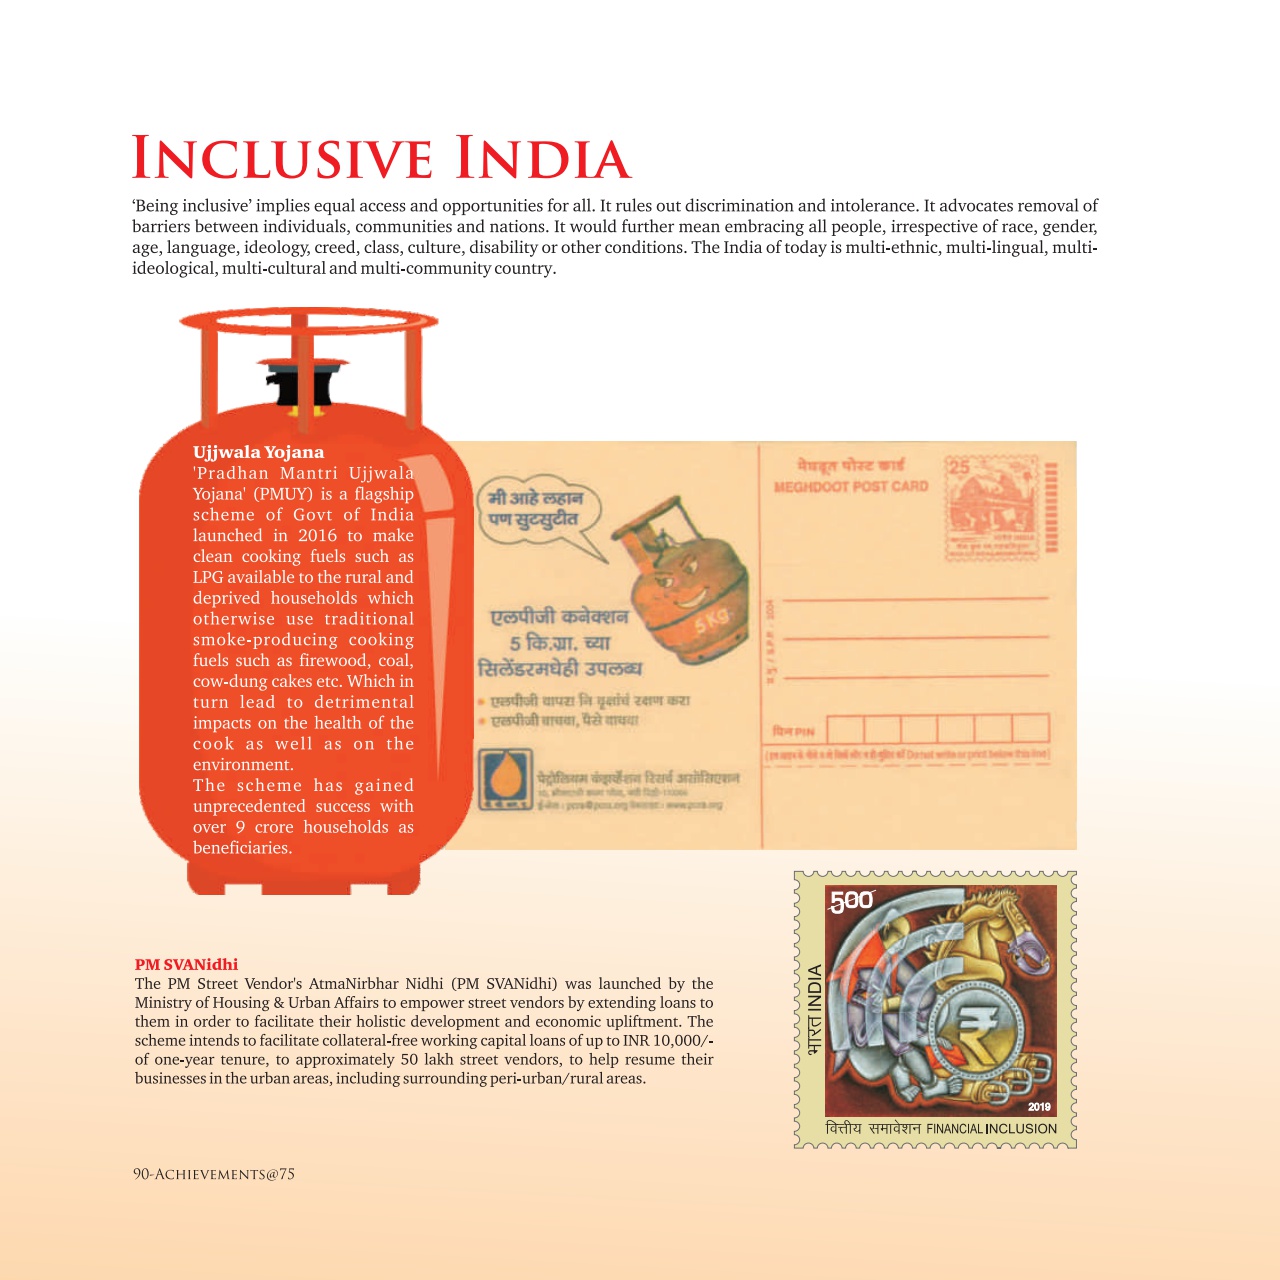 INCLUSIVE INDIA
‘Being inclusive’ implies equal access and opportunities for all. It rules out discrimination and intolerance. It advocates removal of
barriers between individuals, communities and nations. It would further mean embracing all people, irrespective of race, gender,
age, language, ideology, creed, class, culture, disability or other conditions. The India of today is multi-ethnic, multi-lingual, multi-
ideological, multi-cultural and multi-community country.
Ujjwala Yojana
'Pradhan Mantri Ujjwala
Yojana' (PMUY) is a flagship
scheme of Govt of India
launched in 2016 to make
clean cooking fuels such as
LPG available to the rural and
deprived households which
otherwise use traditional
smoke-producing cooking
fuels such as firewood, coal,
cow-dung cakes etc. Which in
turn lead to detrimental
impacts on the health of the
cook as well as on the
environment.
The scheme has gained
unprecedented success with
over 9 crore households as
beneficiaries.
मी आहे लहान
पण सुटसुटीत
5 Kg.
एलपीजी कनेक्शन
5 कि.ग्रा. च्या
सिलेंडरमधेही उपलब्ध
एलपीजी वापरा नि वृक्षांचं रक्षण करा
एलपीजी वाचवा, पैसे वाचवा
पेट्रोलियम कंझर्वेशन रिसर्च असोसिएशन
मेघदूत पोस्ट कार्ड
MEGHDOOT POST CARD
25
पिन PIN
PM SVANidhi
The PM Street Vendor's AtmaNirbhar Nidhi (PM SVANidhi) was launched by the
Ministry of Housing & Urban Affairs to empower street vendors by extending loans to
them in order to facilitate their holistic development and economic upliftment. The
scheme intends to facilitate collateral-free working capital loans of up to INR 10,000/-
of one-year tenure, to approximately 50 lakh street vendors, to help resume their
businesses in the urban areas, including surrounding peri-urban/rural areas.
500
भारत INDIA
₹
2019
वित्तीय समावेशन FINANCIAL INCLUSION
90-ACHIEVEMENTS@75